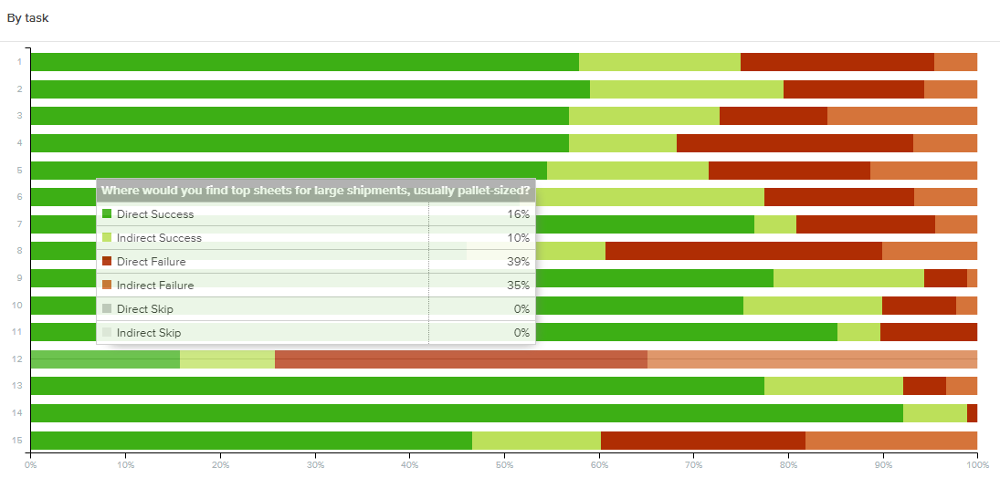 By task
1
2
3
4
5
Where would you find top sheets for large shipments, usually pallet-sized?
6
Direct Success 16%
7
Indirect Success 10%
8
Direct Failure 39%
9
Indirect Failure 35%
10
Direct Skip 0%
11
Indirect Skip 0%
12
13
14
15
0% 10% 20% 30% 40% 50% 60% 70% 80% 90% 100%